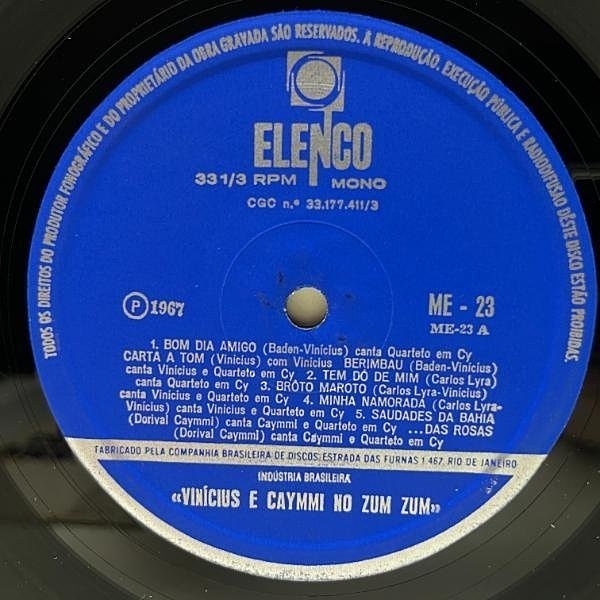 TODOS OS DIREITOS DO PRODUTOR FONOGRÁFICO E DO PROPRIETÁRIO DA OBRA GRAVADA SÃO RESERVADOS. A REPRODUÇÃO, EXECUÇÃO PÚBLICA E RADIODIFUSÃO DÊSTE DISCO ESTÃO PROIBIDAS.
ELENCO
33 1/3 RPM MONO
CGC n.º 33.177.411/3
P 1967
ME - 23
ME-23 A
1. BOM DIA AMIGO (Baden-Vinícius) canta Quarteto em Cy
CARTA A TOM (Vinícius) com Vinícius BERIMBAU (Baden-Vinícius)
canta Vinícius e Quarteto em Cy 2. TEM DÓ DE MIM (Carlos Lyra)
canta Quarteto em Cy 3. BRÔTO MAROTO (Carlos Lyra-Vinícius)
canta Vinícius e Quarteto em Cy 4. MINHA NAMORADA (Carlos Lyra-
Vinícius) canta Vinícius e Quarteto em Cy 5. SAUDADES DA BAHIA
(Dorival Caymmi) canta Caymmi e Quarteto em Cy ...DAS ROSAS
(Dorival Caymmi) canta Caymmi e Quarteto em Cy
FABRICADO PELA COMPANHIA BRASILEIRA DE DISCOS: ESTRADA DAS FURNAS 1.467, RIO DE JANEIRO
INDÚSTRIA BRASILEIRA
«VINÍCIUS E CAYMMI NO ZUM ZUM»